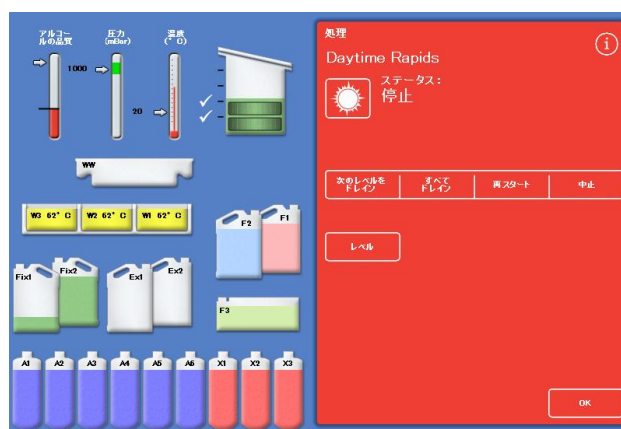 アルコー
ルの品質
圧力
(mBar)
温度
(° C)
1000
20
WW
W3 62° C
W2 62° C
W1 62° C
F2
F1
Fix1
Fix2
Ex1
Ex2
F3
A1
A2
A3
A4
A5
A6
X1
X2
X3
処理
Daytime Rapids
i
ステータス:
停止
次のレベルを
ドレイン
すべて
ドレイン
再スタート
中止
レベル
OK